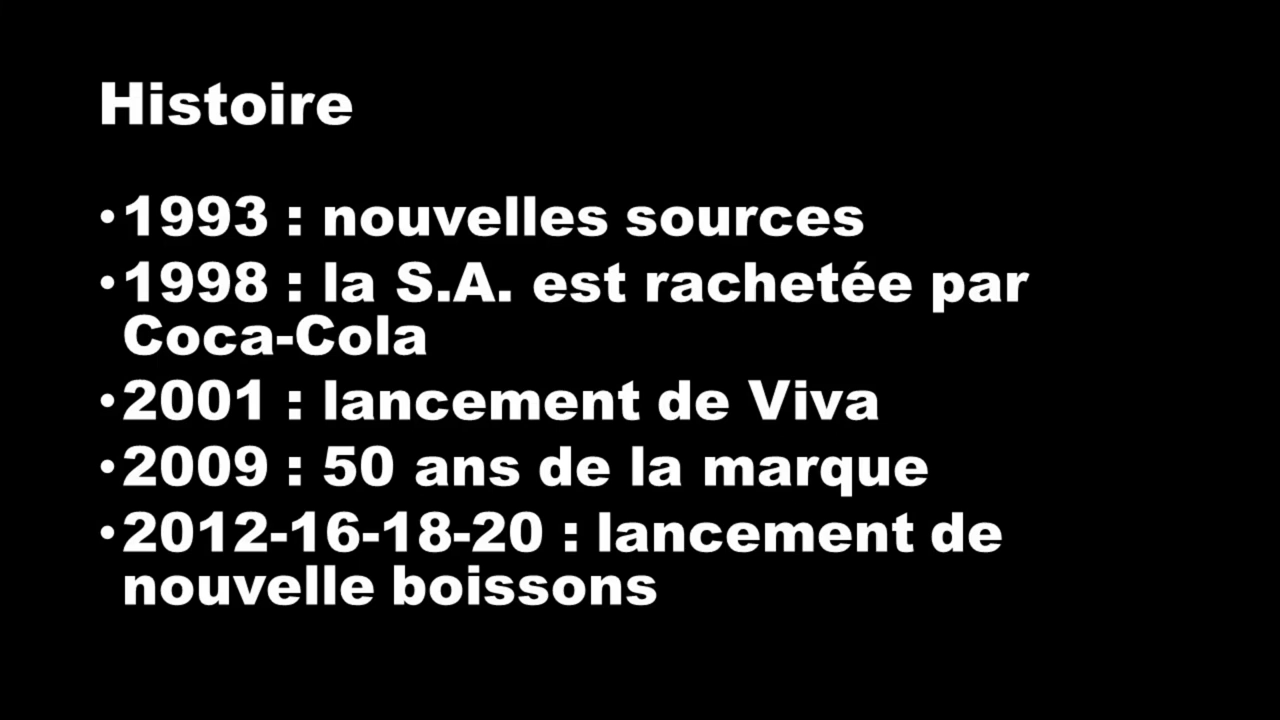 Histoire
•1993 : nouvelles sources
•1998 : la S.A. est rachetée par
Coca-Cola
•2001 : lancement de Viva
•2009 : 50 ans de la marque
•2012-16-18-20 : lancement de
nouvelle boissons